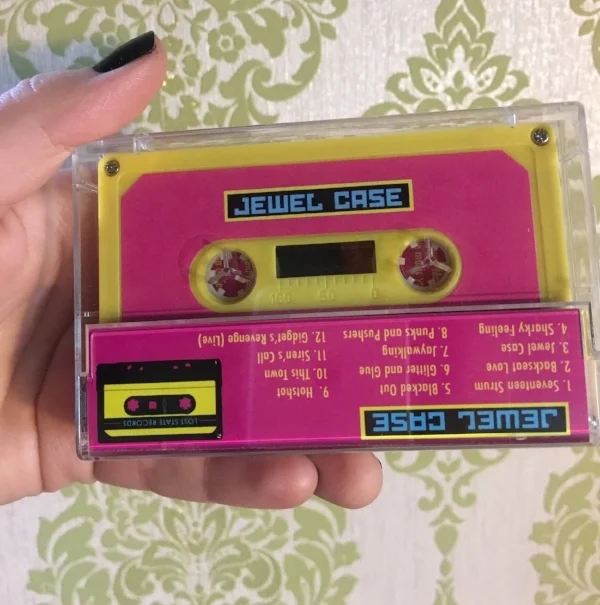 JEWEL CASE
100 50 0
JEWEL CASE
1. Seventeen Strum
2. Backseat Love
3. Jewel Case
4. Sharky Feeling
5. Blacked Out
6. Glitter and Glue
7. Jaywalking
8. Punks and Pushers
9. Hotshot
10. This Town
11. Siren's Call
12. Gidget's Revenge (Live)
LOST STATE RECORDS